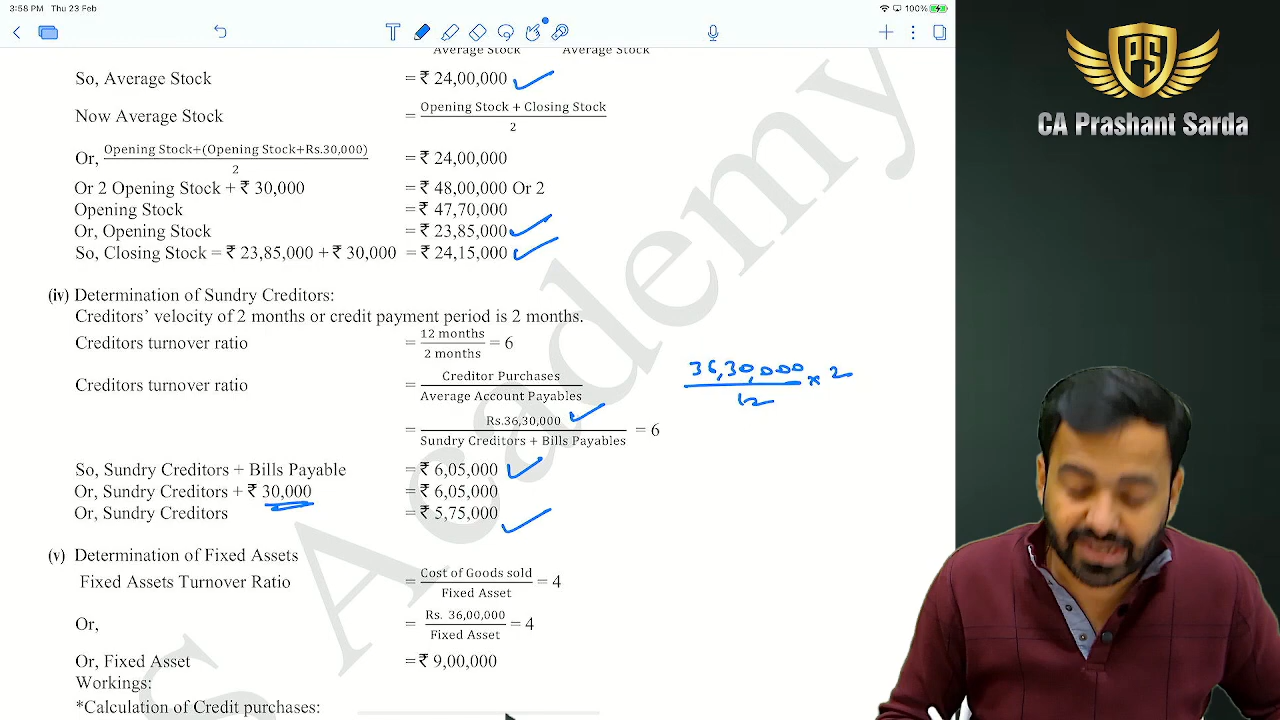 3:58 PM Thu 23 Feb
100%
T
Average Stock Average Stock
So, Average Stock = ₹ 24,00,000
Now Average Stock = Opening Stock + Closing Stock
2
Or, Opening Stock+(Opening Stock+Rs.30,000) = ₹ 24,00,000
2
Or 2 Opening Stock + ₹ 30,000 = ₹ 48,00,000 Or 2
Opening Stock = ₹ 47,70,000
Or, Opening Stock = ₹ 23,85,000
So, Closing Stock = ₹ 23,85,000 + ₹ 30,000 = ₹ 24,15,000
(iv) Determination of Sundry Creditors:
Creditors' velocity of 2 months or credit payment period is 2 months.
Creditors turnover ratio = 12 months = 6
2 months
Creditors turnover ratio = Creditor Purchases
Average Account Payables
36,30,000 × 2
12
= Rs.36,30,000 = 6
Sundry Creditors + Bills Payables
So, Sundry Creditors + Bills Payable = ₹ 6,05,000
Or, Sundry Creditors + ₹ 30,000 = ₹ 6,05,000
Or, Sundry Creditors = ₹ 5,75,000
(v) Determination of Fixed Assets
Fixed Assets Turnover Ratio = Cost of Goods sold = 4
Fixed Asset
Or, = Rs. 36,00,000 = 4
Fixed Asset
Or, Fixed Asset = ₹ 9,00,000
Workings:
*Calculation of Credit purchases:
S Academy
PS
CA Prashant Sarda